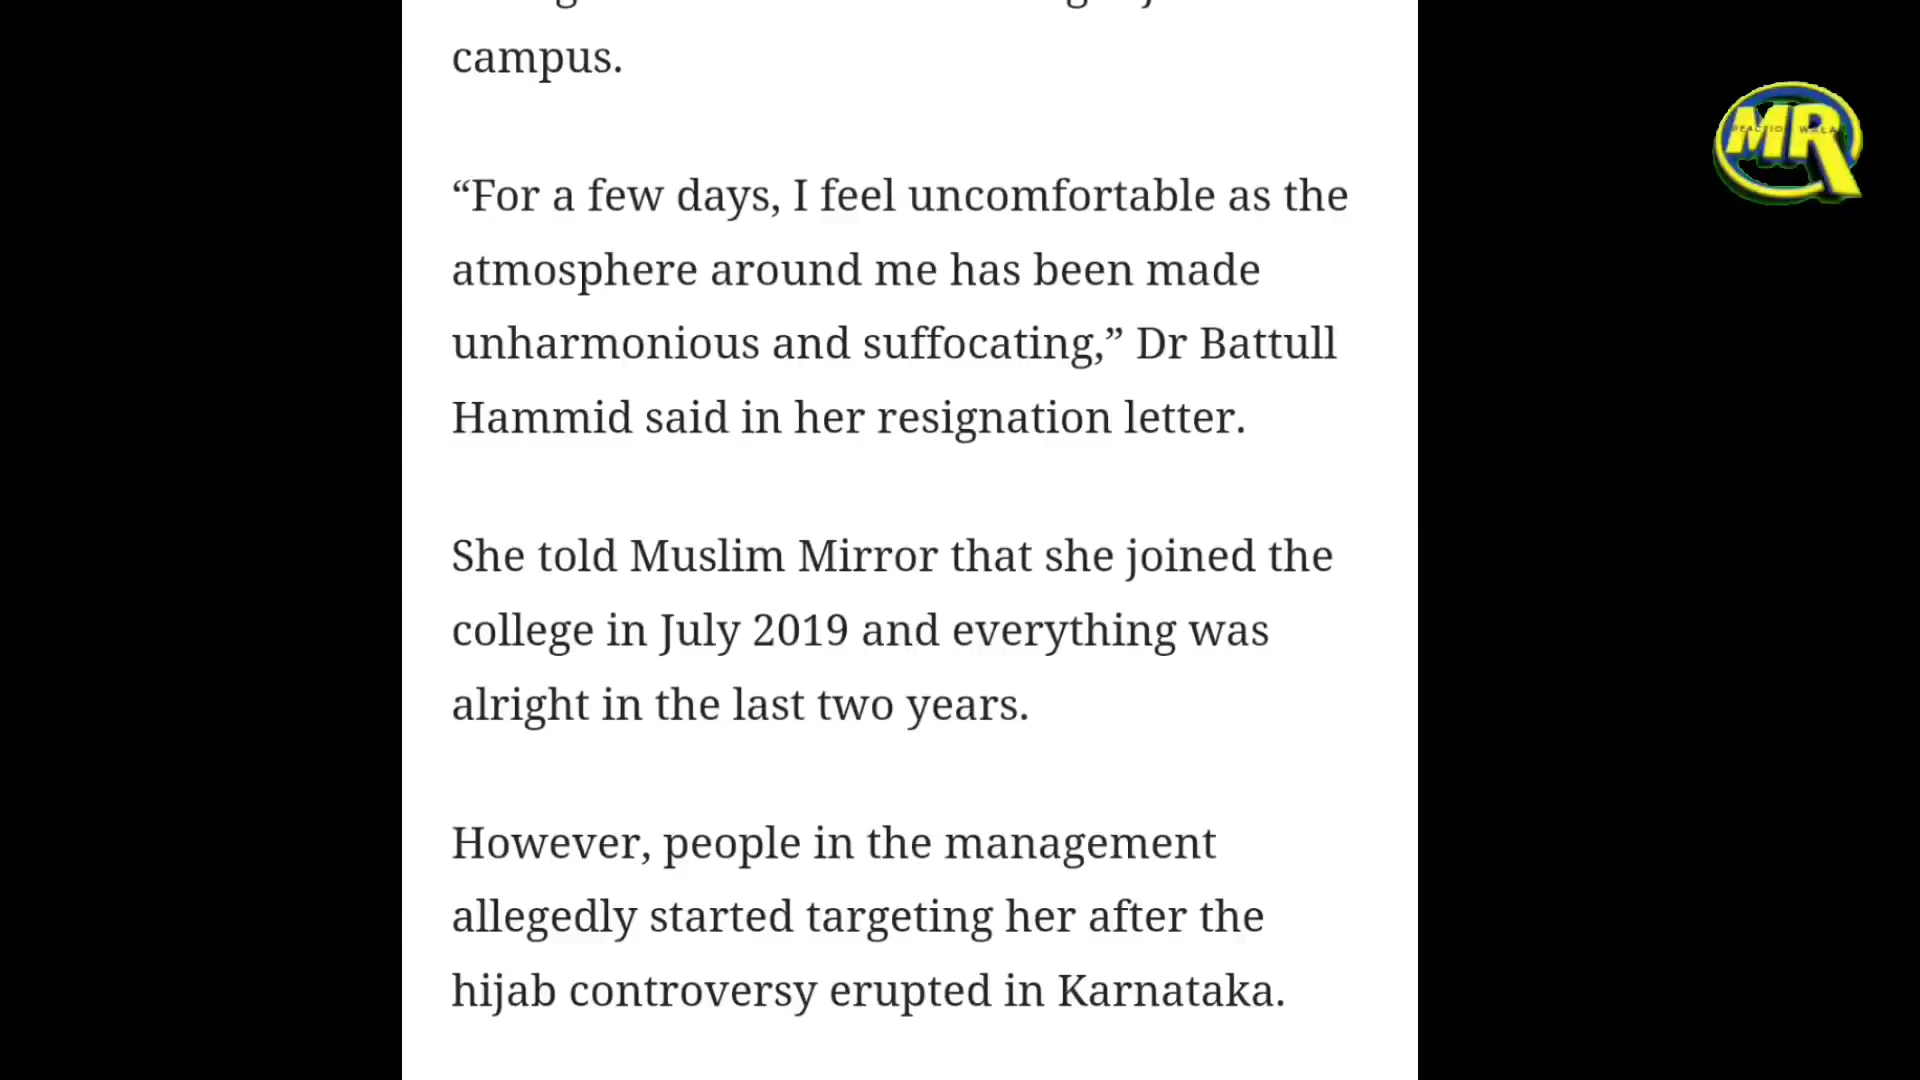 campus.
“For a few days, I feel uncomfortable as the
atmosphere around me has been made
unharmonious and suffocating,” Dr Battull
Hammid said in her resignation letter.
She told Muslim Mirror that she joined the
college in July 2019 and everything was
alright in the last two years.
However, people in the management
allegedly started targeting her after the
hijab controversy erupted in Karnataka.
MR
REACTION WALA